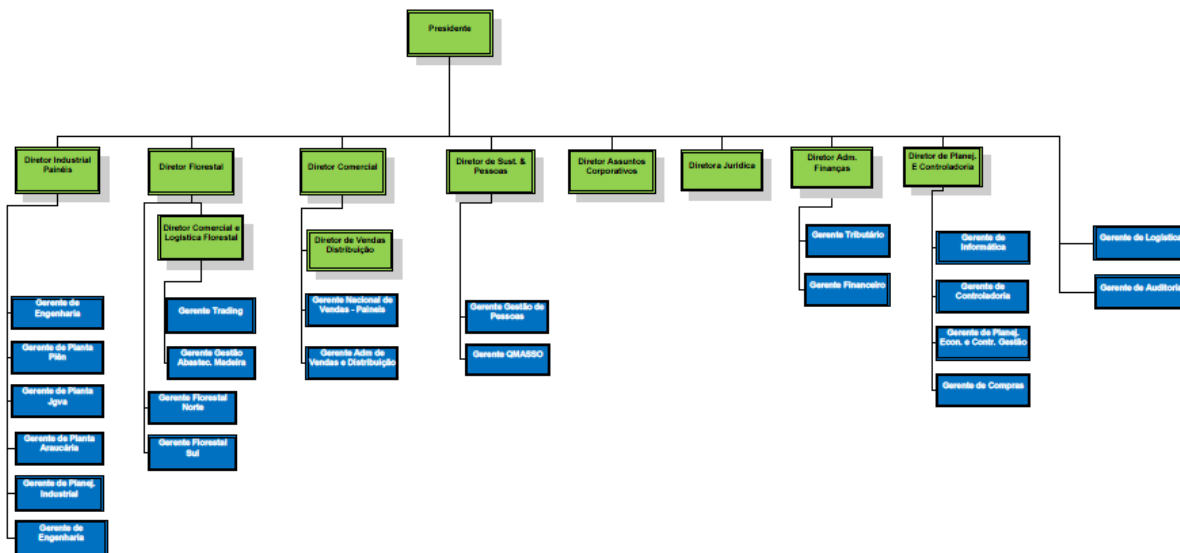 Presidente
Diretor Industrial
Painéis
Diretor Florestal
Diretor Comercial
Diretor de Sust. &
Pessoas
Diretor Assuntos
Corporativos
Diretora Jurídica
Diretor Adm.
Finanças
Diretor de Planej.
E Controladoria
Diretor Comercial e
Logística Florestal
Diretor de Vendas
Distribuição
Gerente Tributário
Gerente Financeiro
Gerente de
Informática
Gerente de
Controladoria
Gerente de Planej.
Econ. e Contr. Gestão
Gerente de Compras
Gerente de Logística
Gerente de Auditoria
Gerente de
Engenharia
Gerente de Planta
Piên
Gerente de Planta
Jgva
Gerente de Planta
Araucária
Gerente de Planej.
Industrial
Gerente de
Engenharia
Gerente Trading
Gerente Gestão
Abastec. Madeira
Gerente Florestal
Norte
Gerente Florestal
Sul
Gerente Nacional de
Vendas - Paineis
Gerente Adm de
Vendas e Distribuição
Gerente Gestão de
Pessoas
Gerente QMASSO